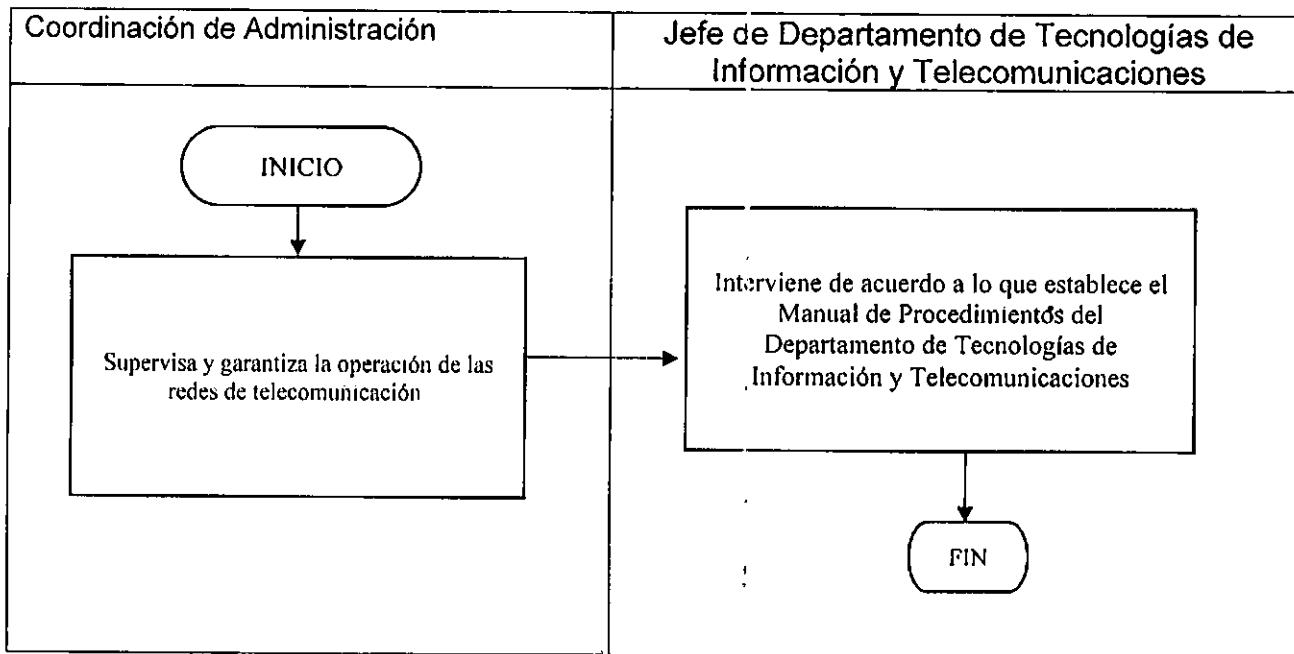 Coordinación de Administración
Jefe de Departamento de Tecnologías de
Información y Telecomunicaciones
INICIO
Supervisa y garantiza la operación de las
redes de telecomunicación
Interviene de acuerdo a lo que establece el
Manual de Procedimientos del
Departamento de Tecnologías de
Información y Telecomunicaciones
FIN